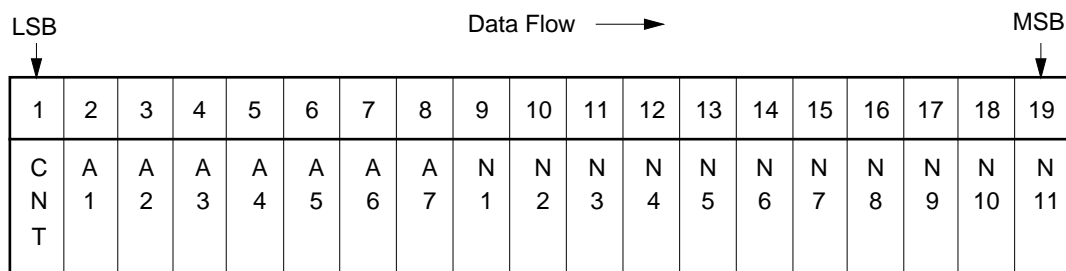 LSB Data Flow MSB
1 2 3 4 5 6 7 8 9 10 11 12 13 14 15 16 17 18 19
C A A A A A A A N N N N N N N N N N N
N 1 2 3 4 5 6 7 1 2 3 4 5 6 7 8 9 10 11
T